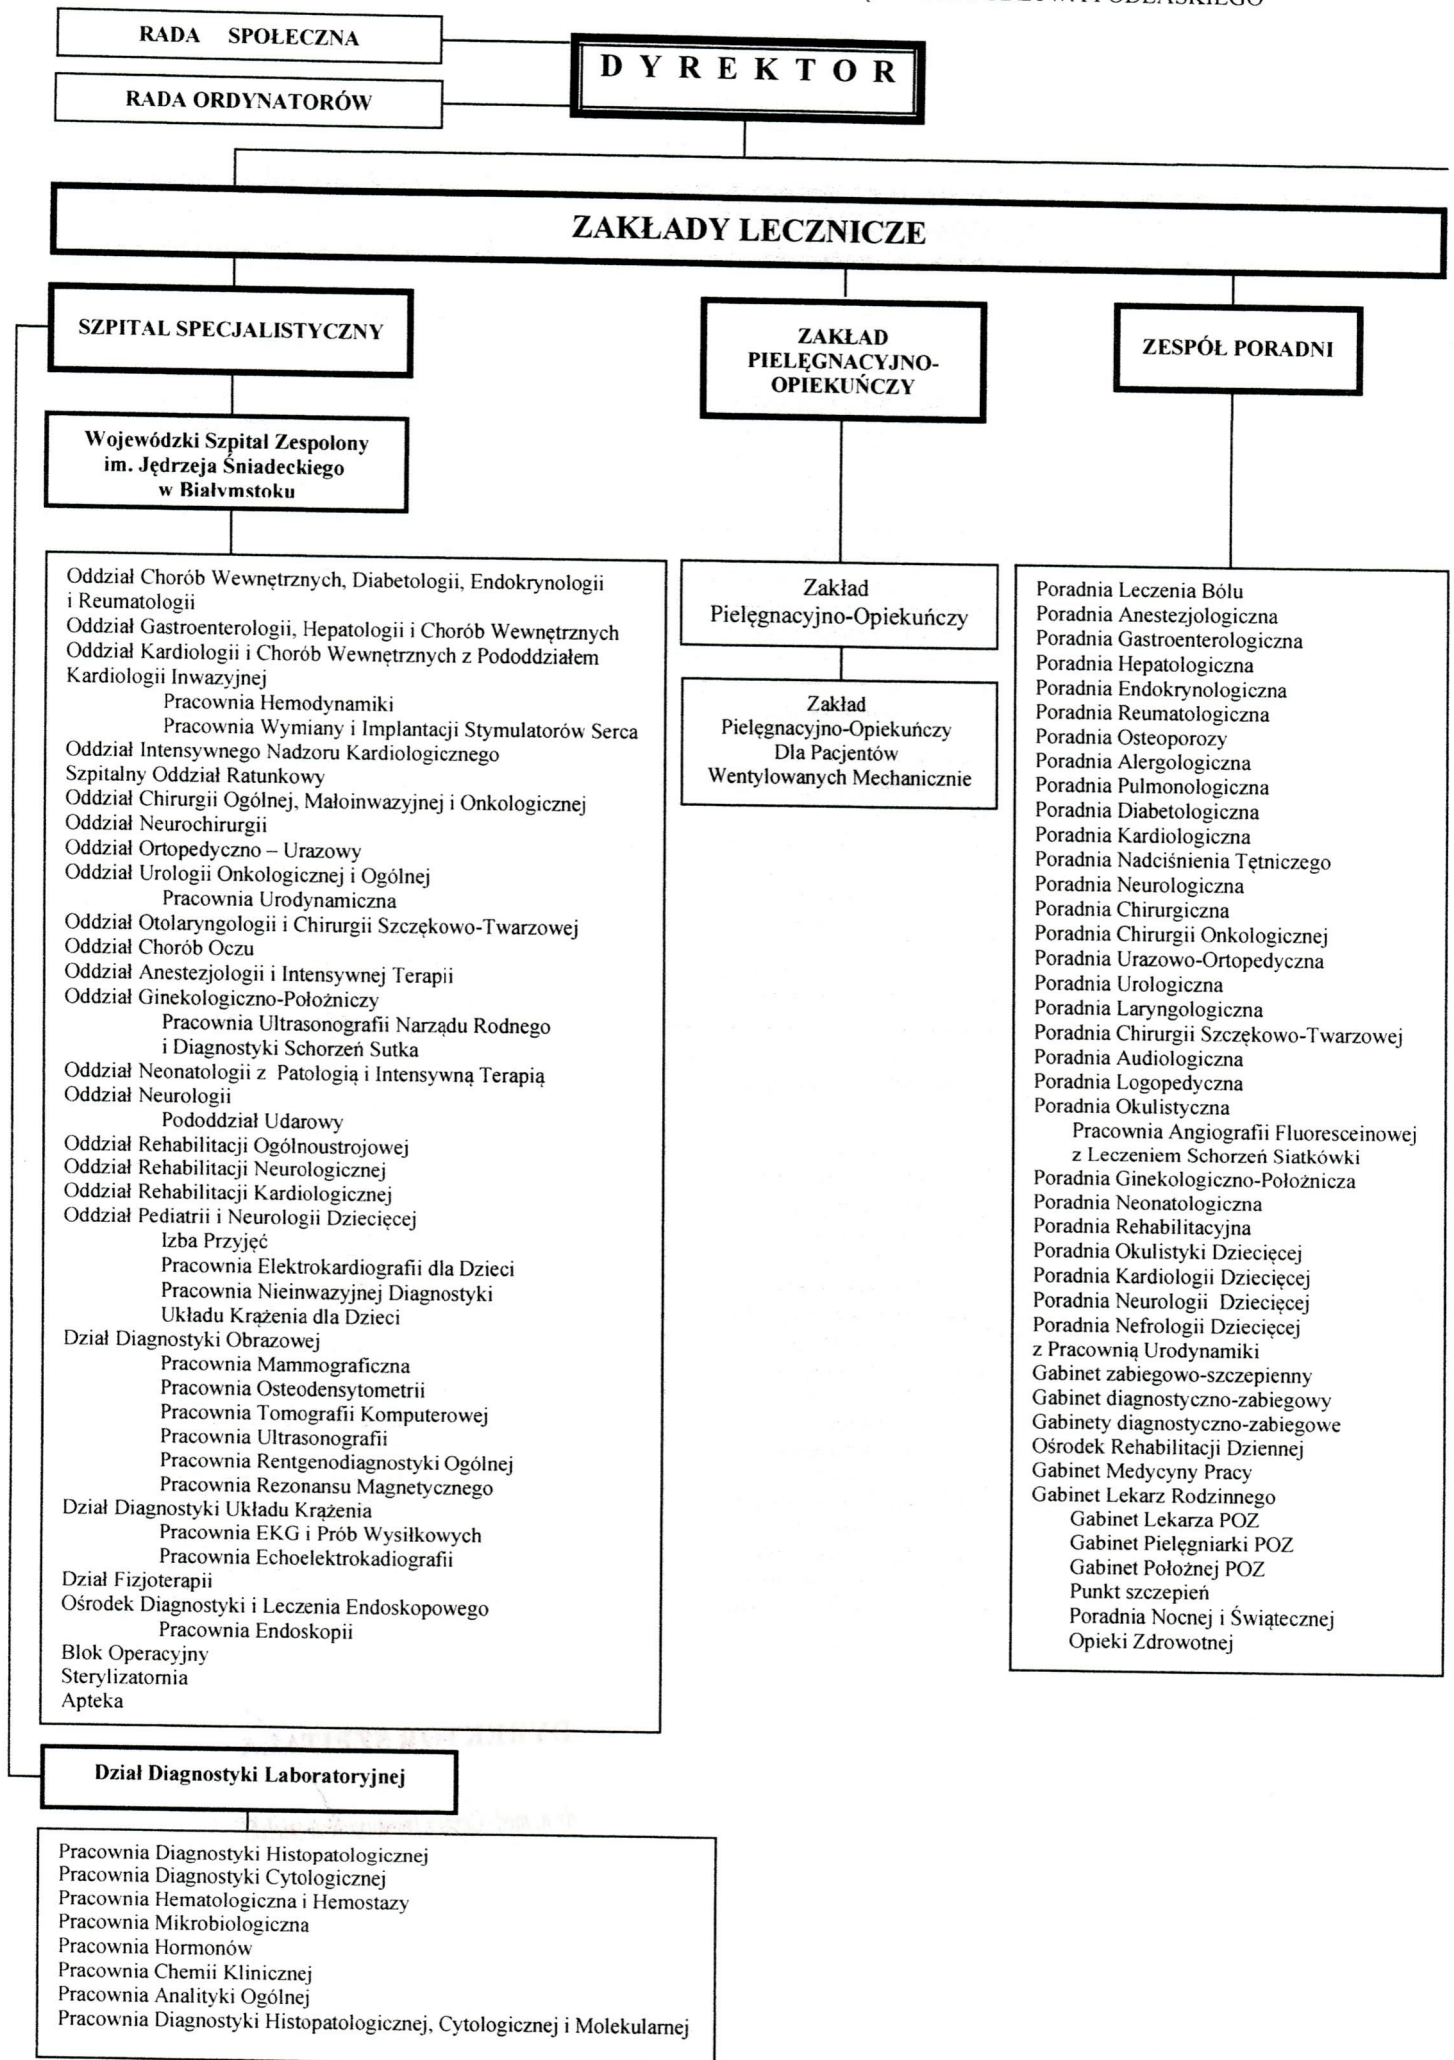 RADA SPOŁECZNA
RADA ORDYNATORÓW
D Y R E K T O R
ZAKŁADY LECZNICZE
SZPITAL SPECJALISTYCZNY
ZAKŁAD
PIELĘGNACYJNO-
OPIEKUŃCZY
ZESPÓŁ PORADNI
Wojewódzki Szpital Zespolony
im. Jędrzeja Śniadeckiego
w Białymstoku
Oddział Chorób Wewnętrznych, Diabetologii, Endokrynologii
i Reumatologii
Oddział Gastroenterologii, Hepatologii i Chorób Wewnętrznych
Oddział Kardiologii i Chorób Wewnętrznych z Pododdziałem
Kardiologii Inwazyjnej
Pracownia Hemodynamiki
Pracownia Wymiany i Implantacji Stymulatorów Serca
Oddział Intensywnego Nadzoru Kardiologicznego
Szpitalny Oddział Ratunkowy
Oddział Chirurgii Ogólnej, Małoinwazyjnej i Onkologicznej
Oddział Neurochirurgii
Oddział Ortopedyczno – Urazowy
Oddział Urologii Onkologicznej i Ogólnej
Pracownia Urodynamiczna
Oddział Otolaryngologii i Chirurgii Szczękowo-Twarzowej
Oddział Chorób Oczu
Oddział Anestezjologii i Intensywnej Terapii
Oddział Ginekologiczno-Położniczy
Pracownia Ultrasonografii Narządu Rodnego
i Diagnostyki Schorzeń Sutka
Oddział Neonatologii z Patologią i Intensywną Terapią
Oddział Neurologii
Pododdział Udarowy
Oddział Rehabilitacji Ogólnoustrojowej
Oddział Rehabilitacji Neurologicznej
Oddział Rehabilitacji Kardiologicznej
Oddział Pediatrii i Neurologii Dziecięcej
Izba Przyjęć
Pracownia Elektrokardiografii dla Dzieci
Pracownia Nieinwazyjnej Diagnostyki
Układu Krążenia dla Dzieci
Dział Diagnostyki Obrazowej
Pracownia Mammograficzna
Pracownia Osteodensytometrii
Pracownia Tomografii Komputerowej
Pracownia Ultrasonografii
Pracownia Rentgenodiagnostyki Ogólnej
Pracownia Rezonansu Magnetycznego
Dział Diagnostyki Układu Krążenia
Pracownia EKG i Prób Wysiłkowych
Pracownia Echoelektrokadiografii
Dział Fizjoterapii
Ośrodek Diagnostyki i Leczenia Endoskopowego
Pracownia Endoskopii
Blok Operacyjny
Sterylizatornia
Apteka
Zakład
Pielęgnacyjno-Opiekuńczy
Zakład
Pielęgnacyjno-Opiekuńczy
Dla Pacjentów
Wentylowanych Mechanicznie
Poradnia Leczenia Bólu
Poradnia Anestezjologiczna
Poradnia Gastroenterologiczna
Poradnia Hepatologiczna
Poradnia Endokrynologiczna
Poradnia Reumatologiczna
Poradnia Osteoporozy
Poradnia Alergologiczna
Poradnia Pulmonologiczna
Poradnia Diabetologiczna
Poradnia Kardiologiczna
Poradnia Nadciśnienia Tętniczego
Poradnia Neurologiczna
Poradnia Chirurgiczna
Poradnia Chirurgii Onkologicznej
Poradnia Urazowo-Ortopedyczna
Poradnia Urologiczna
Poradnia Laryngologiczna
Poradnia Chirurgii Szczękowo-Twarzowej
Poradnia Audiologiczna
Poradnia Logopedyczna
Poradnia Okulistyczna
Pracownia Angiografii Fluoresceinowej
z Leczeniem Schorzeń Siatkówki
Poradnia Ginekologiczno-Położnicza
Poradnia Neonatologiczna
Poradnia Rehabilitacyjna
Poradnia Okulistyki Dziecięcej
Poradnia Kardiologii Dziecięcej
Poradnia Neurologii Dziecięcej
Poradnia Nefrologii Dziecięcej
z Pracownią Urodynamiki
Gabinet zabiegowo-szczepienny
Gabinet diagnostyczno-zabiegowy
Gabinety diagnostyczno-zabiegowe
Ośrodek Rehabilitacji Dziennej
Gabinet Medycyny Pracy
Gabinet Lekarz Rodzinnego
Gabinet Lekarza POZ
Gabinet Pielęgniarki POZ
Gabinet Położnej POZ
Punkt szczepień
Poradnia Nocnej i Świątecznej
Opieki Zdrowotnej
Dział Diagnostyki Laboratoryjnej
Pracownia Diagnostyki Histopatologicznej
Pracownia Diagnostyki Cytologicznej
Pracownia Hematologiczna i Hemostazy
Pracownia Mikrobiologiczna
Pracownia Hormonów
Pracownia Chemii Klinicznej
Pracownia Analityki Ogólnej
Pracownia Diagnostyki Histopatologicznej, Cytologicznej i Molekularnej